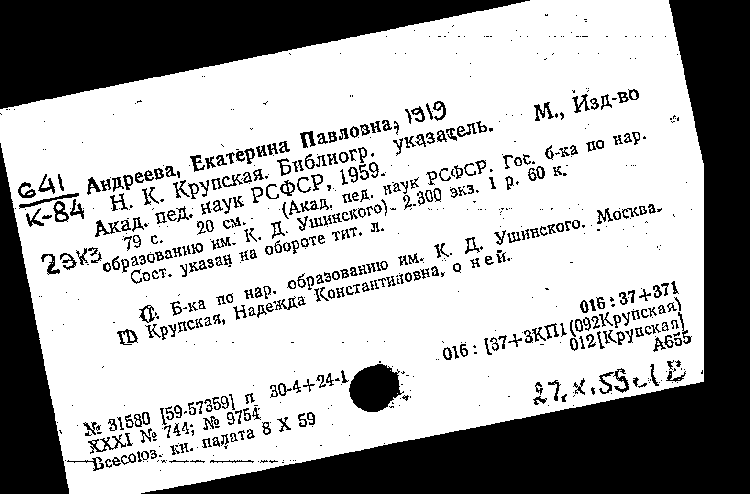 Андреева, Екатерина Павловна, 1919
641
К-84
Н. К. Крупская. Библиогр. указатель. М., Изд-во
Акад. пед. наук РСФСР, 1959.
79 с. 20 см. (Акад. пед. наук РСФСР. Гос. б-ка по нар.
образованию им. К. Д. Ушинского). 2.300 экз. 1 р. 60 к.
2экз
Сост. указан на обороте тит. л.
I. Б-ка по нар. образованию им. К. Д. Ушинского. Москва.
II Крупская, Надежда Константиновна, о ней.
016:37+371
016:[37+3КП1(092Крупская)
012[Крупская]
А655
№ 31580 [59-57359] п 30-4+24-1
XXXI № 744; № 9754
Всесоюз. кн. палата 8 X 59
27.X.59